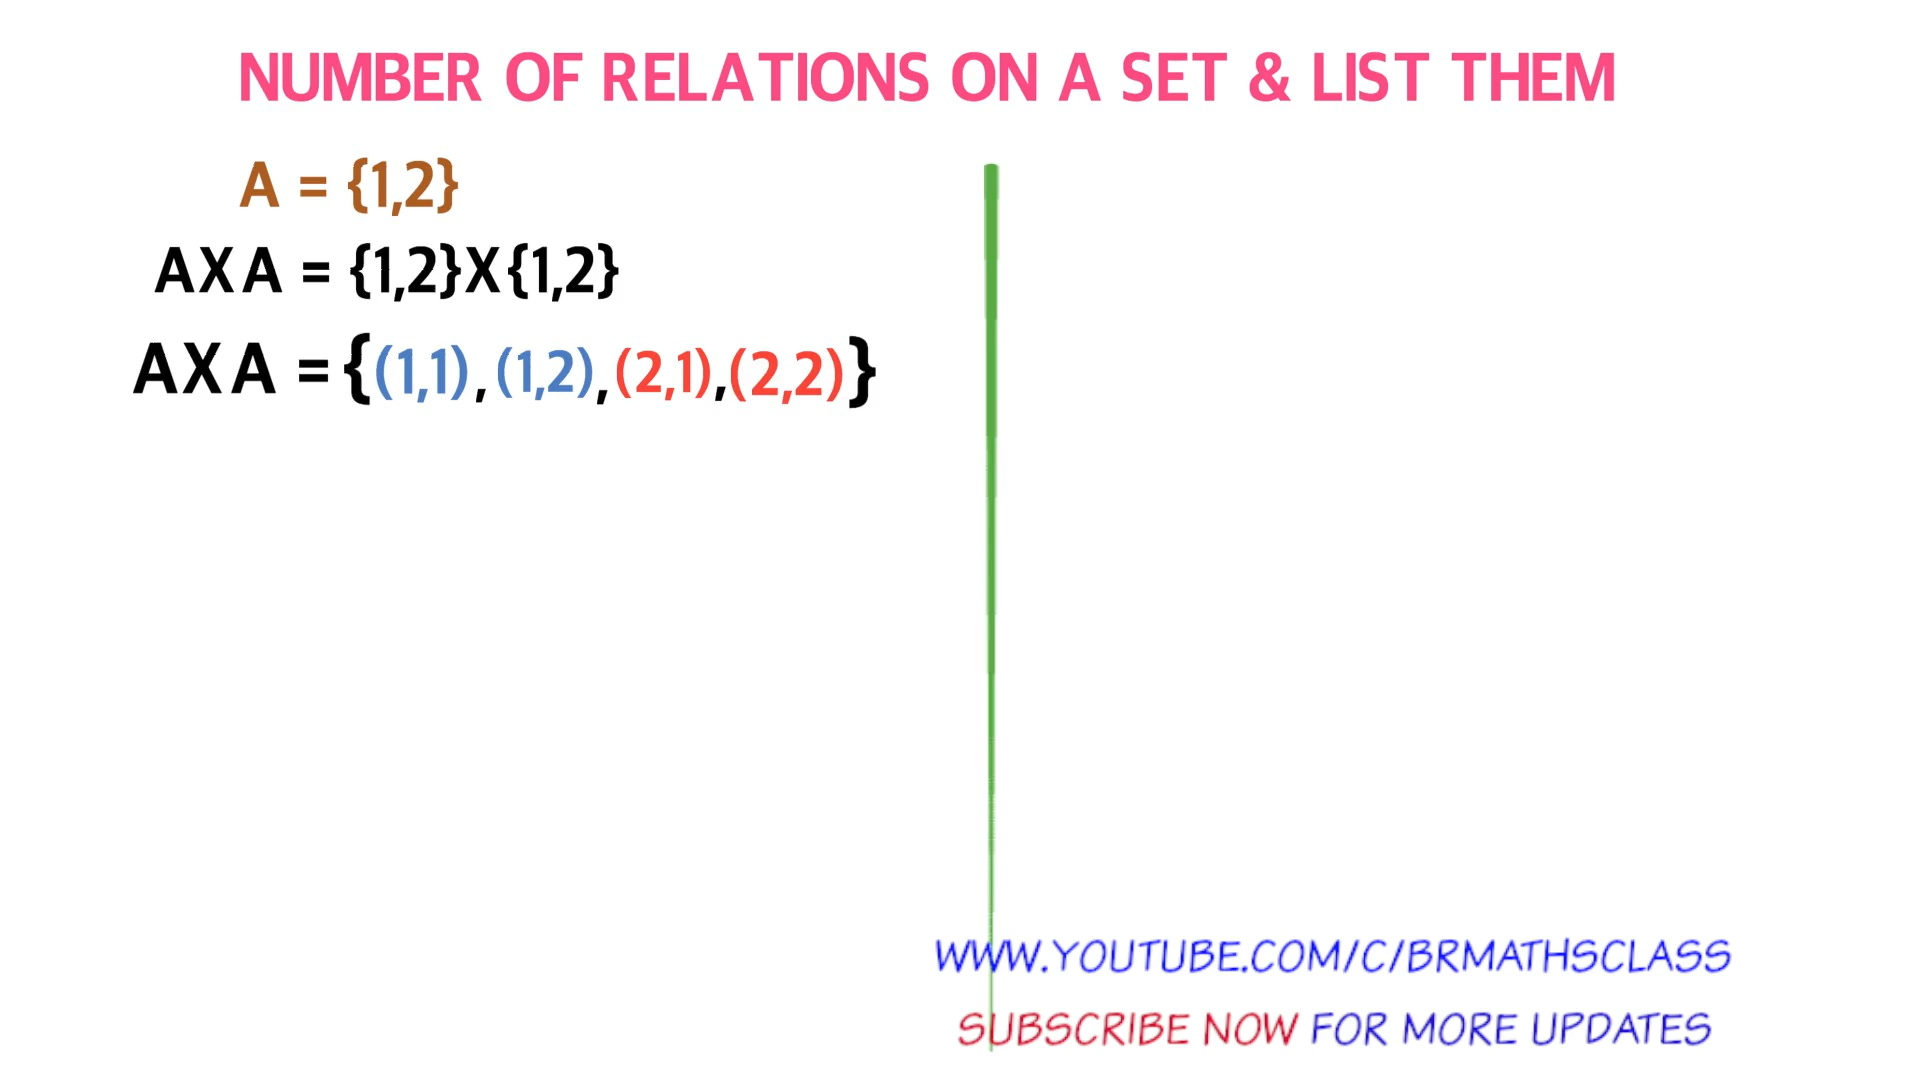 NUMBER OF RELATIONS ON A SET & LIST THEM
A = {1,2}
AXA = {1,2}X{1,2}
AXA = {(1,1),(1,2),(2,1),(2,2)}
WWW.YOUTUBE.COM/C/BRMATHSCLASS
SUBSCRIBE NOW FOR MORE UPDATES